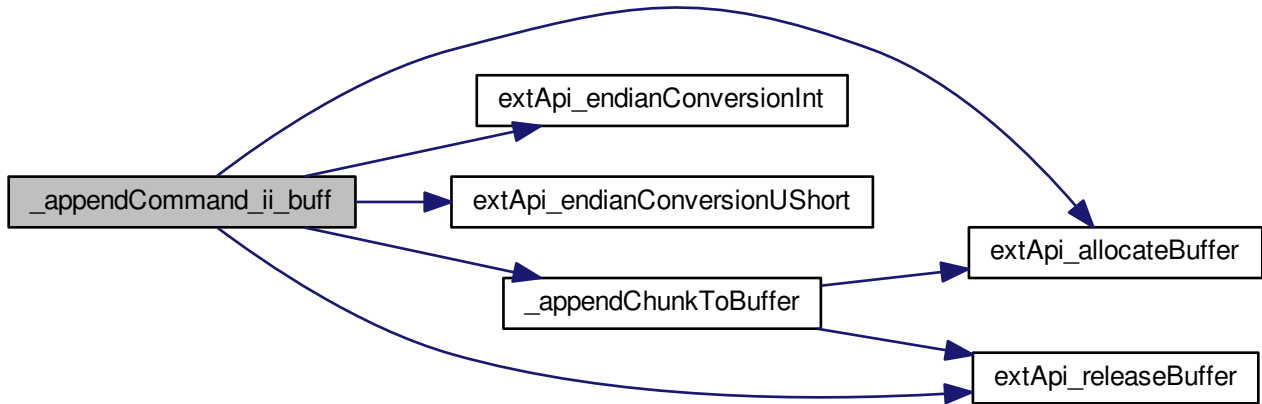 extApi_endianConversionInt
_appendCommand_ii_buff
extApi_endianConversionUShort
extApi_allocateBuffer
_appendChunkToBuffer
extApi_releaseBuffer